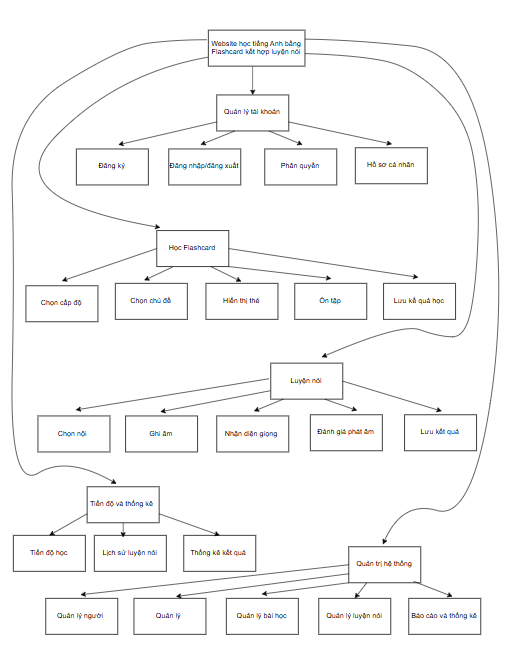 Website học tiếng Anh bằng
Flashcard kết hợp luyện nói
Quản lý tài khoản
Đăng ký
Đăng nhập/đăng xuất
Phân quyền
Hồ sơ cá nhân
Học Flashcard
Chọn cấp độ
Chọn chủ đề
Hiển thị thẻ
Ôn tập
Lưu kế quả học
Luyện nói
Chọn nội
Ghi âm
Nhận diện giọng
Đánh giá phát âm
Lưu kết quả
Tiến độ và thống kê
Tiến độ học
Lịch sử luyện nói
Thống kê kết quả
Quản trị hệ thống
Quản lý người
Quản lý
Quản lý bài học
Quản lý luyện nói
Báo cáo và thống kê